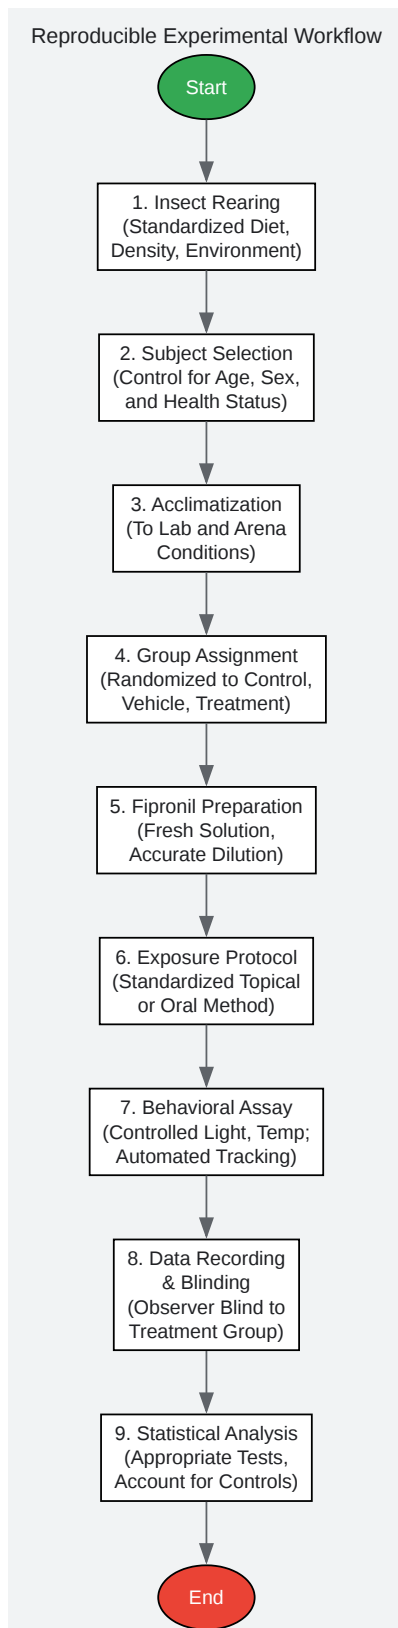 Reproducible Experimental Workflow
Start
1. Insect Rearing
(Standardized Diet,
Density, Environment)
2. Subject Selection
(Control for Age, Sex,
and Health Status)
3. Acclimatization
(To Lab and Arena
Conditions)
4. Group Assignment
(Randomized to Control,
Vehicle, Treatment)
5. Fipronil Preparation
(Fresh Solution,
Accurate Dilution)
6. Exposure Protocol
(Standardized Topical
or Oral Method)
7. Behavioral Assay
(Controlled Light, Temp;
Automated Tracking)
8. Data Recording
& Blinding
(Observer Blind to
Treatment Group)
9. Statistical Analysis
(Appropriate Tests,
Account for Controls)
End